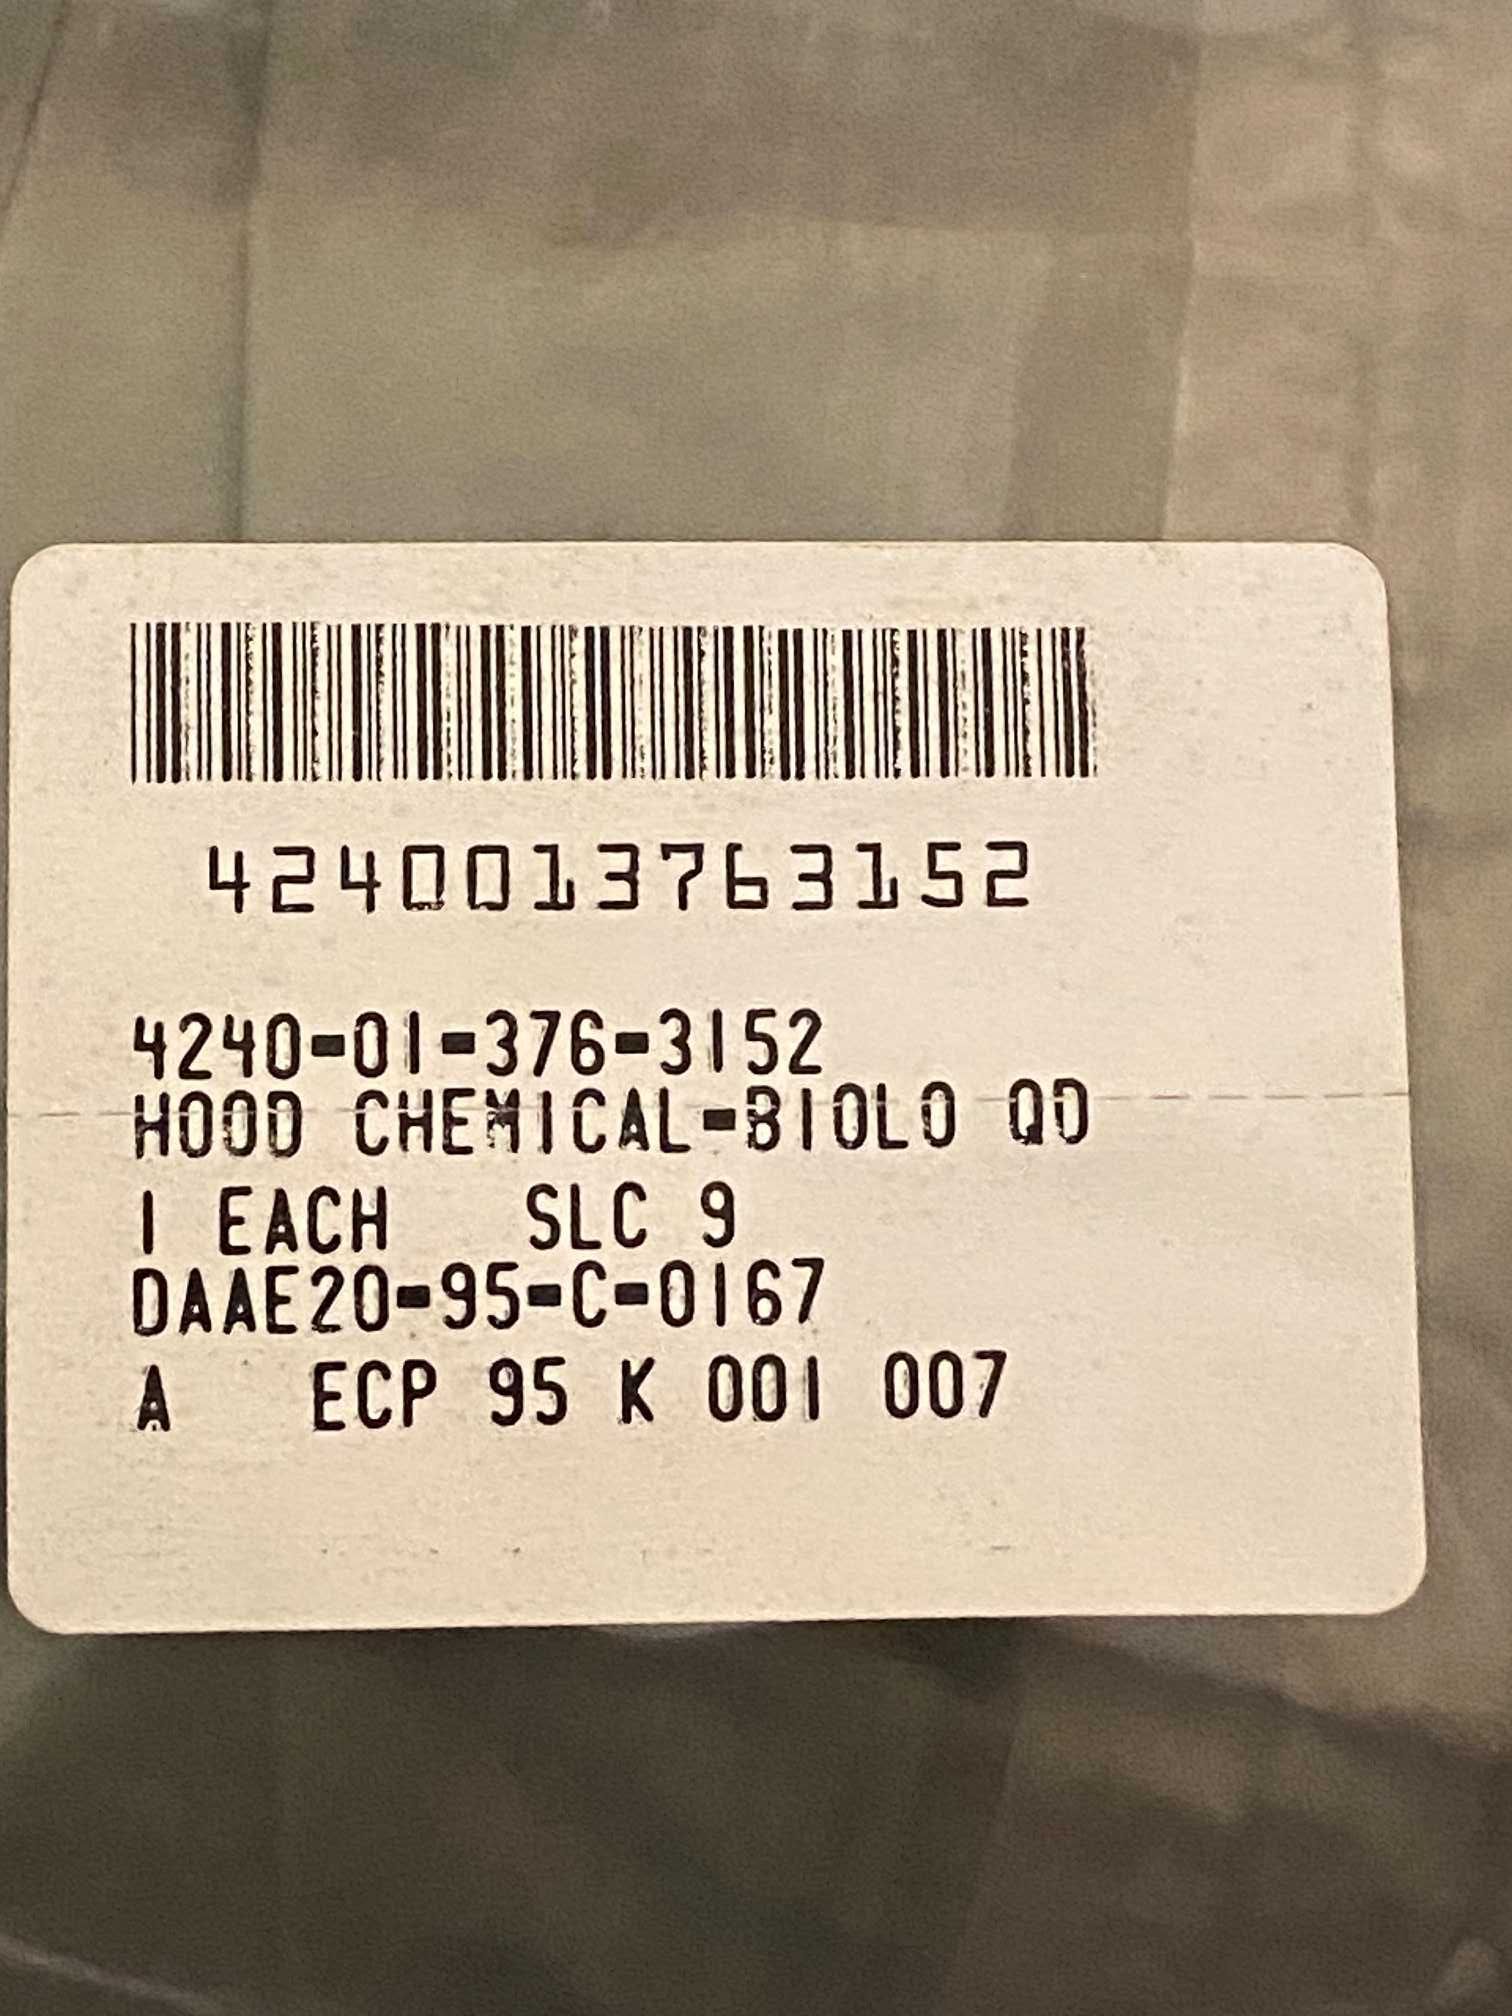 4240013763152
4240-01-376-3152
HOOD CHEMICAL-BIOLO QD
1 EACH SLC 9
DAAE20-95-C-0167
A ECP 95 K 001 007